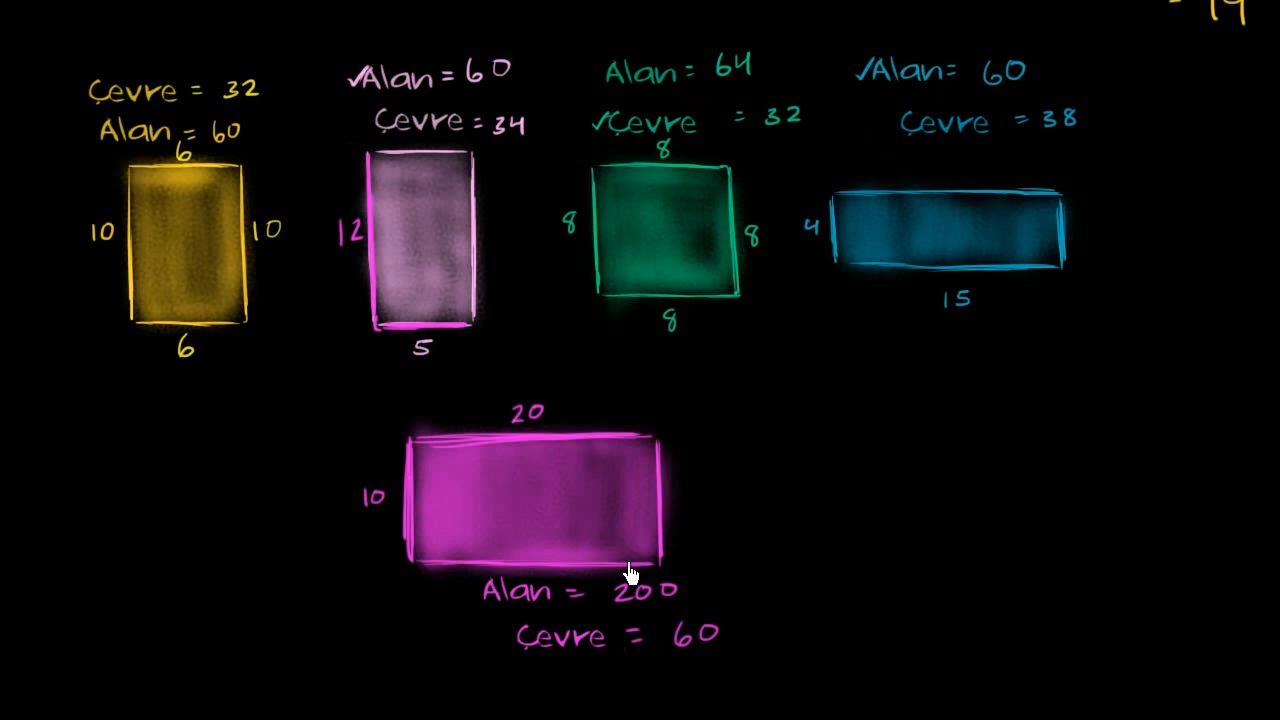 = 19
Çevre = 32
Alan = 60
6
10
10
6
✓Alan = 60
Çevre = 34
12
5
Alan = 64
✓Çevre = 32
8
8
8
8
✓Alan = 60
Çevre = 38
4
15
20
10
Alan = 200
Çevre = 60